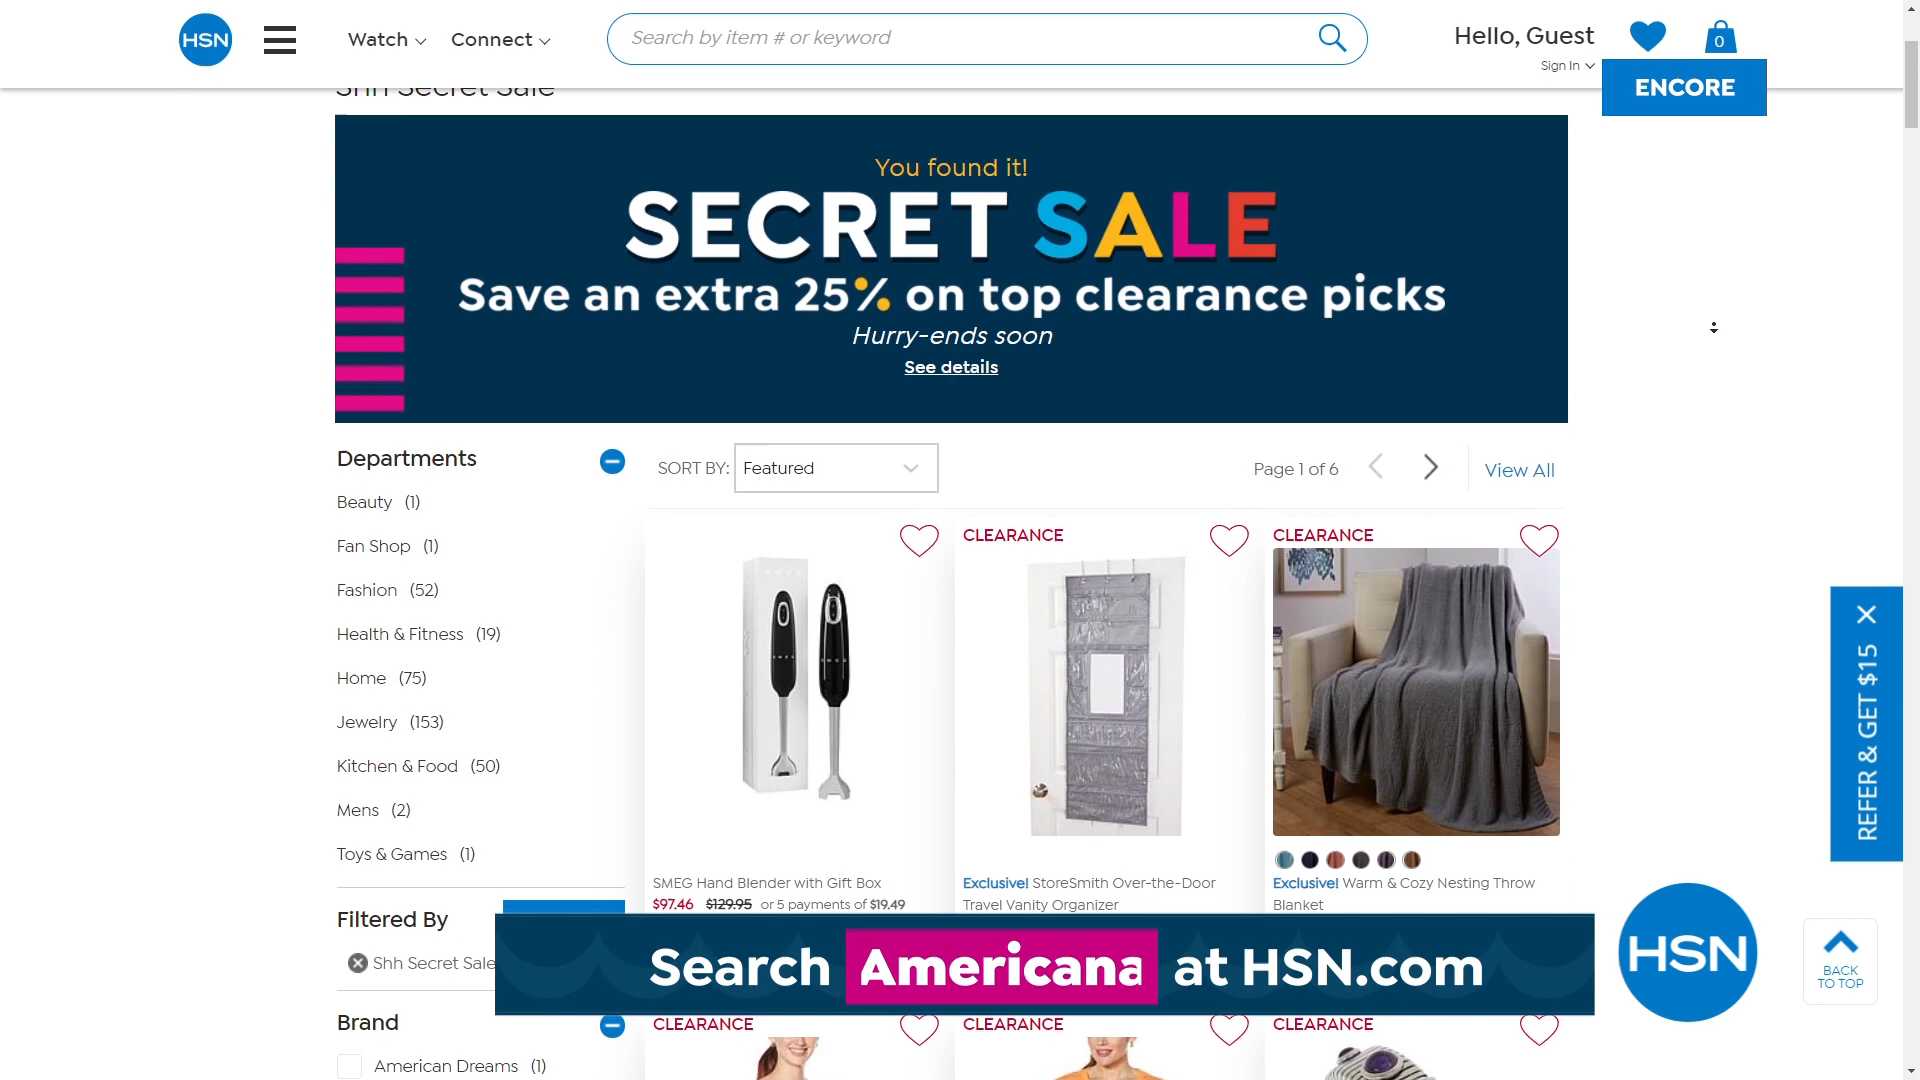 HSN
Watch
Connect
Search by item # or keyword
Hello, Guest
Sign In
0
ENCORE
Shh Secret Sale
You found it!
SECRET SALE
Save an extra 25% on top clearance picks
Hurry-ends soon
See details
Departments
Beauty (1)
Fan Shop (1)
Fashion (52)
Health & Fitness (19)
Home (75)
Jewelry (153)
Kitchen & Food (50)
Mens (2)
Toys & Games (1)
Filtered By
Shh Secret Sale
Brand
American Dreams (1)
SORT BY: Featured
Page 1 of 6
View All
CLEARANCE
CLEARANCE
SMEG Hand Blender with Gift Box
$97.46 $129.95 or 5 payments of $19.49
Exclusive! StoreSmith Over-the-Door
Travel Vanity Organizer
Exclusive! Warm & Cozy Nesting Throw
Blanket
Search Americana at HSN.com
HSN
CLEARANCE
CLEARANCE
CLEARANCE
REFER & GET $15
BACK
TO TOP